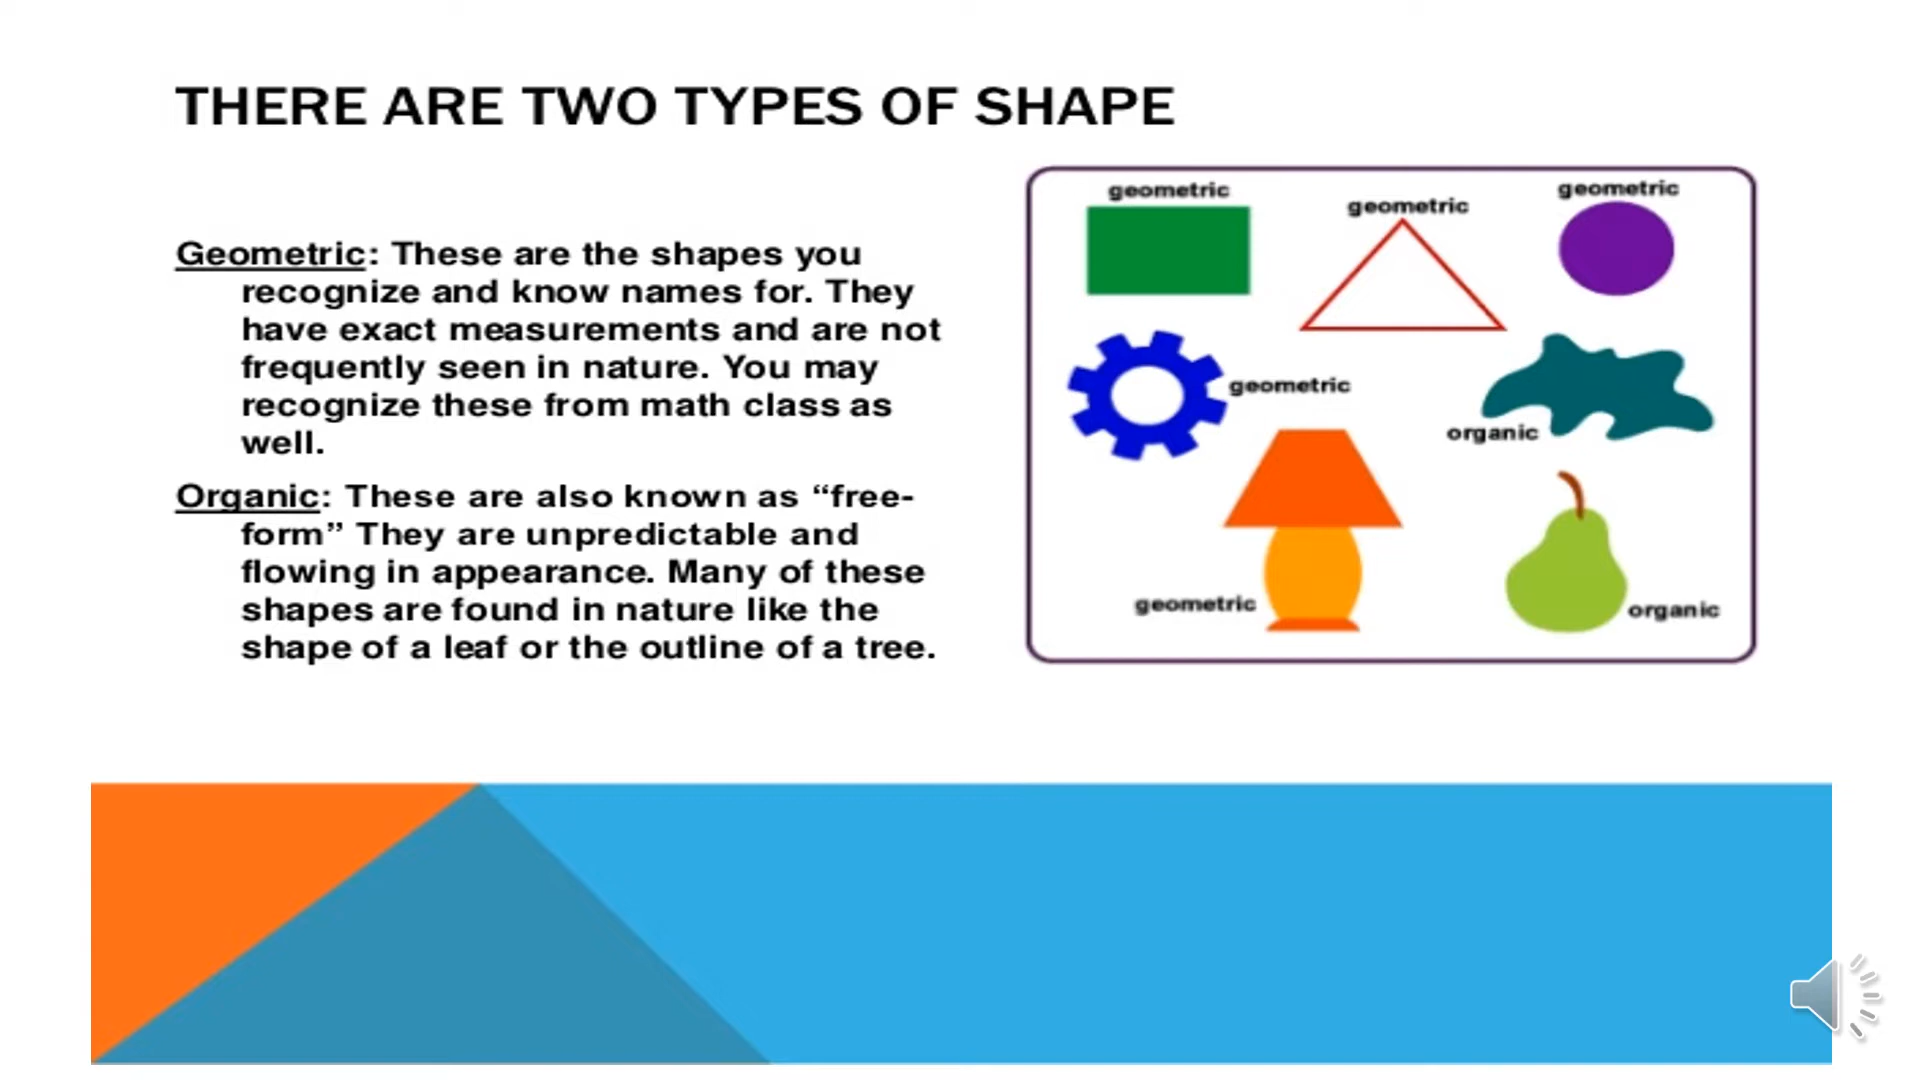 THERE ARE TWO TYPES OF SHAPE
Geometric: These are the shapes you
recognize and know names for. They
have exact measurements and are not
frequently seen in nature. You may
recognize these from math class as
well.
Organic: These are also known as “free-
form” They are unpredictable and
flowing in appearance. Many of these
shapes are found in nature like the
shape of a leaf or the outline of a tree.
geometric
geometric
geometric
geometric
organic
geometric
organic